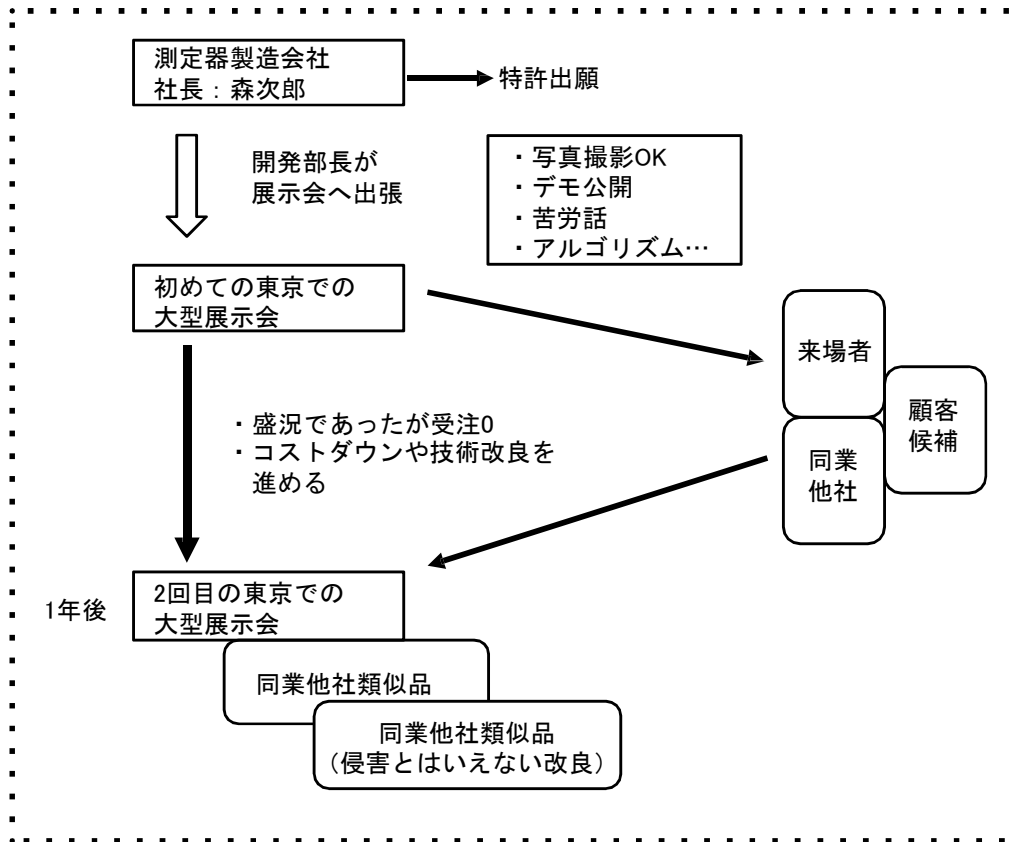 測定器製造会社
社長：森次郎
特許出願
開発部長が
展示会へ出張
・写真撮影OK
・デモ公開
・苦労話
・アルゴリズム…
初めての東京での
大型展示会
来場者
顧客
候補
同業
他社
・盛況であったが受注0
・コストダウンや技術改良を
進める
1年後
2回目の東京での
大型展示会
同業他社類似品
同業他社類似品
（侵害とはいえない改良）